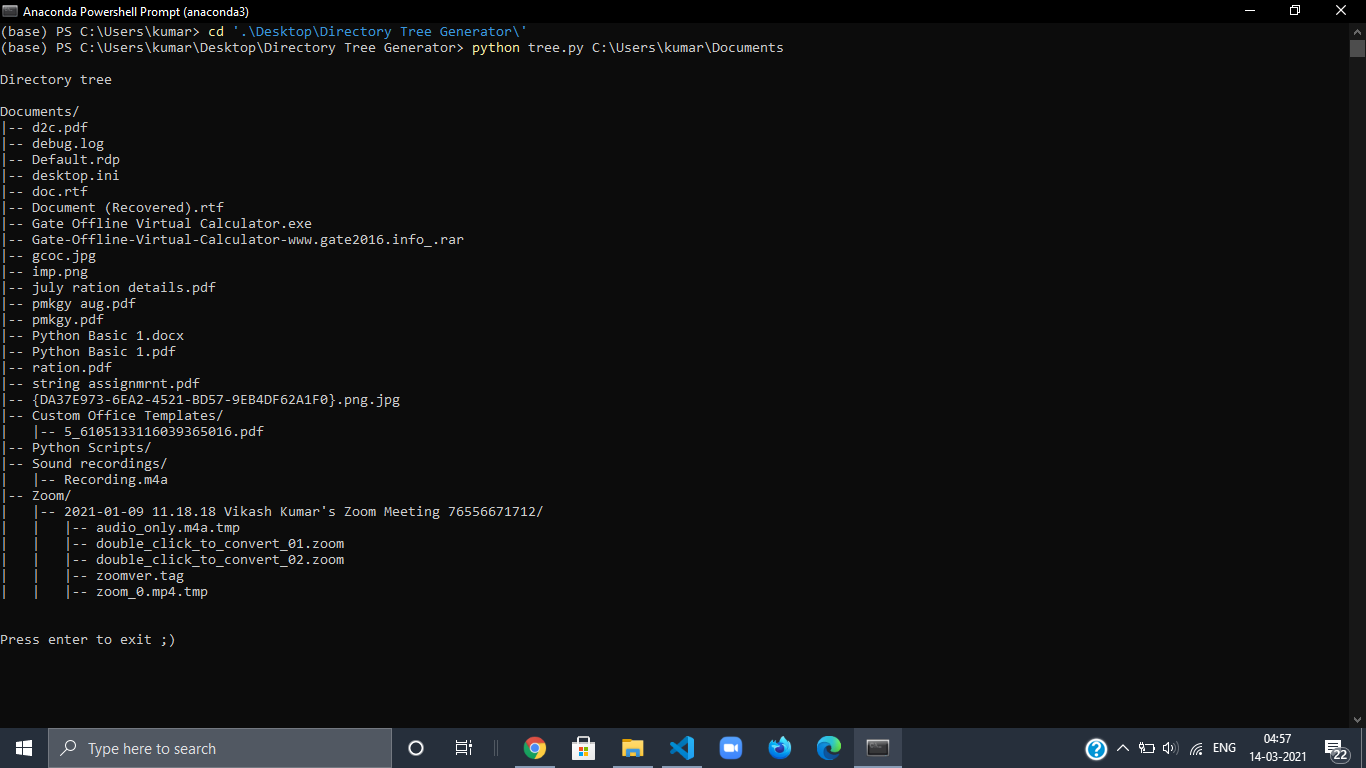 Anaconda Powershell Prompt (anaconda3)
(base) PS C:\Users\kumar> cd '.\Desktop\Directory Tree Generator\'
(base) PS C:\Users\kumar\Desktop\Directory Tree Generator> python tree.py C:\Users\kumar\Documents
Directory tree
Documents/
|-- d2c.pdf
|-- debug.log
|-- Default.rdp
|-- desktop.ini
|-- doc.rtf
|-- Document (Recovered).rtf
|-- Gate Offline Virtual Calculator.exe
|-- Gate-Offline-Virtual-Calculator-www.gate2016.info_.rar
|-- gcoc.jpg
|-- imp.png
|-- july ration details.pdf
|-- pmkgy aug.pdf
|-- pmkgy.pdf
|-- Python Basic 1.docx
|-- Python Basic 1.pdf
|-- ration.pdf
|-- string assignmrnt.pdf
|-- {DA37E973-6EA2-4521-BD57-9EB4DF62A1F0}.png.jpg
|-- Custom Office Templates/
|   |-- 5_6105133116039365016.pdf
|-- Python Scripts/
|-- Sound recordings/
|   |-- Recording.m4a
|-- Zoom/
|   |-- 2021-01-09 11.18.18 Vikash Kumar's Zoom Meeting 76556671712/
|   |   |-- audio_only.m4a.tmp
|   |   |-- double_click_to_convert_01.zoom
|   |   |-- double_click_to_convert_02.zoom
|   |   |-- zoomver.tag
|   |   |-- zoom_0.mp4.tmp
Press enter to exit ;)
Type here to search
ENG
04:57
14-03-2021
22